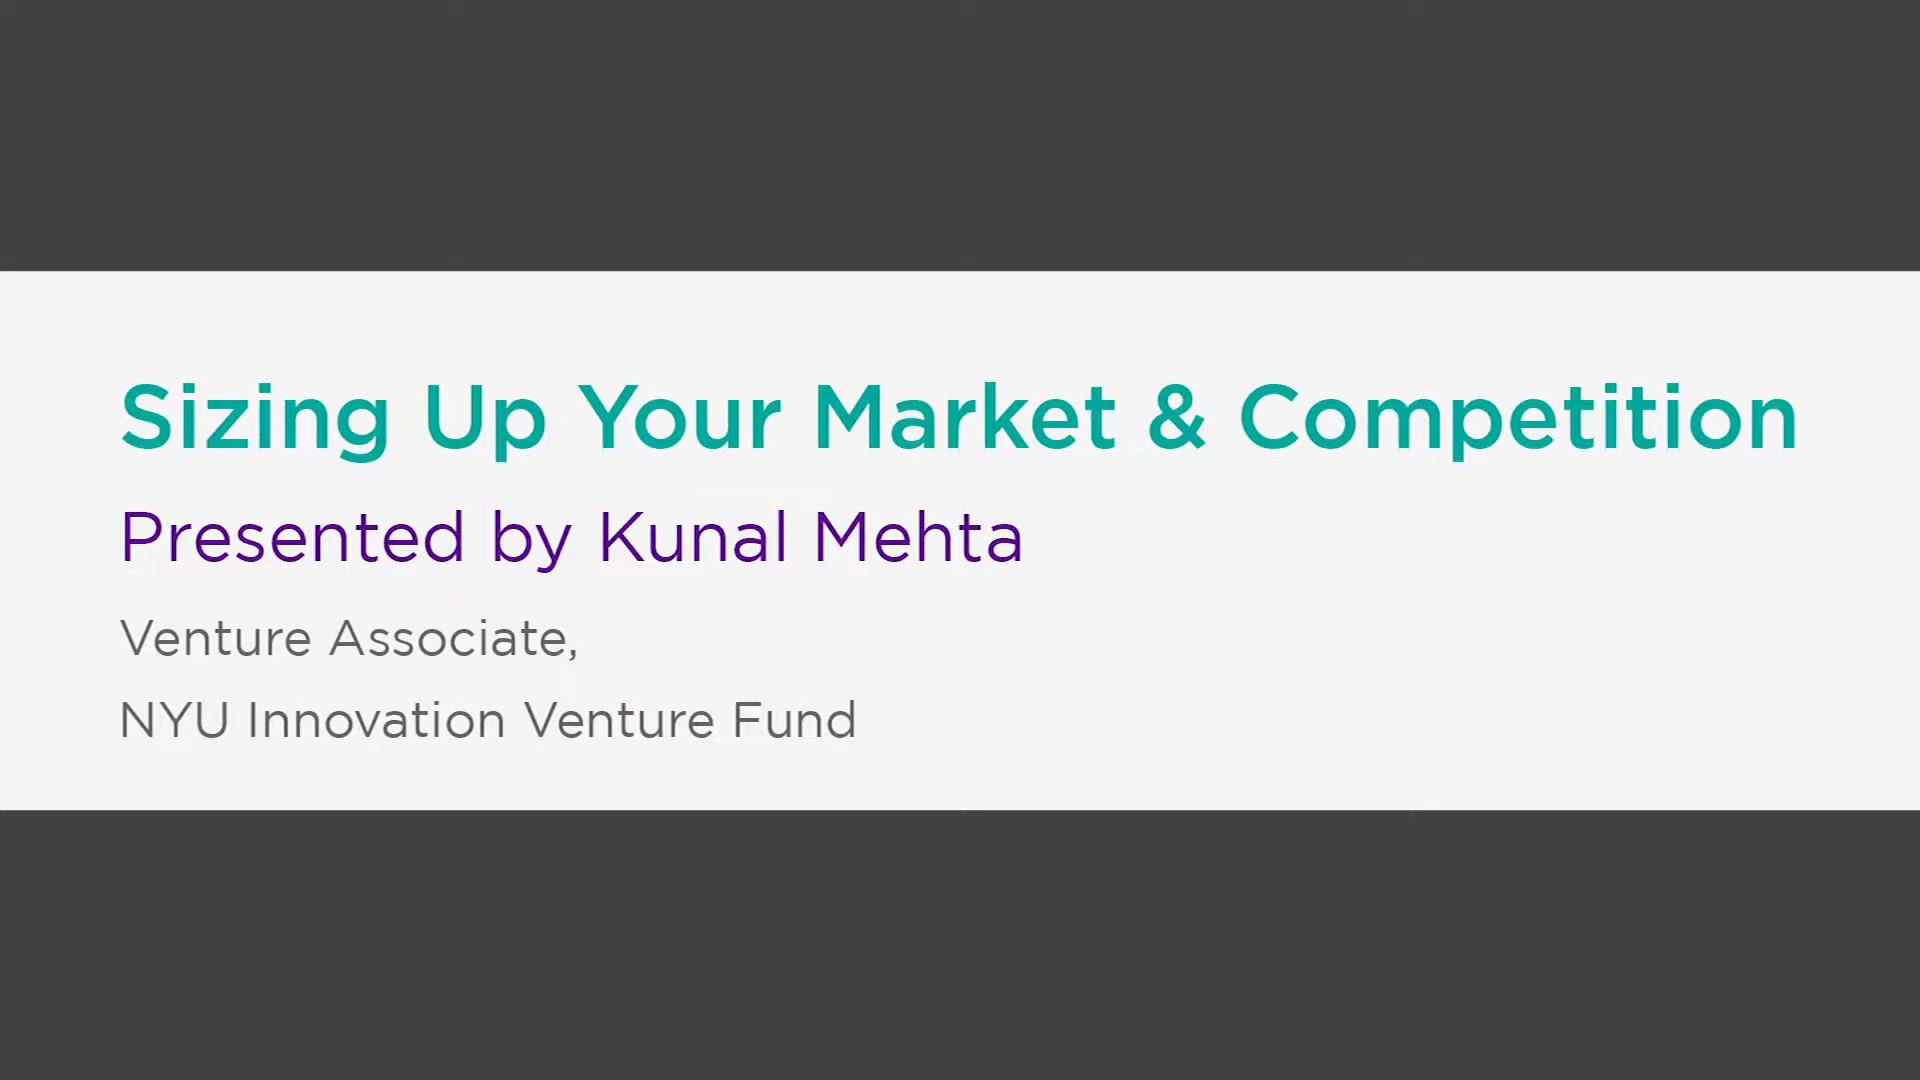 Sizing Up Your Market & Competition
Presented by Kunal Mehta
Venture Associate,
NYU Innovation Venture Fund